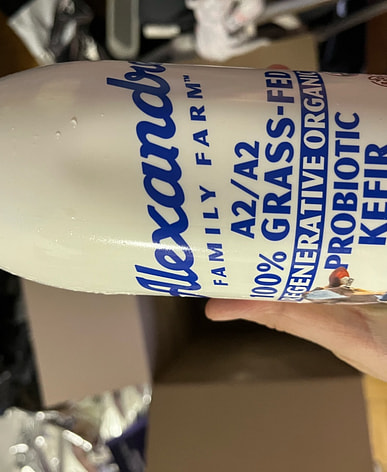 Alexandre
FAMILY FARM™
A2/A2
100% GRASS-FED
REGENERATIVE ORGANIC
PROBIOTIC
KEFIR